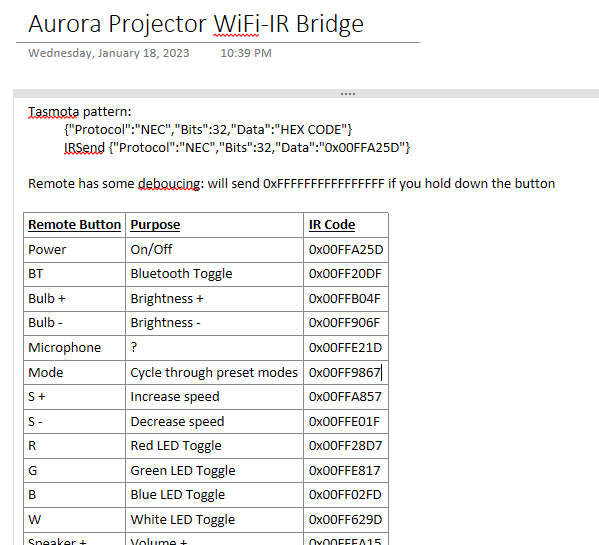 Aurora Projector WiFi-IR Bridge
Wednesday, January 18, 2023 10:39 PM
Tasmota pattern:
{"Protocol":"NEC","Bits":32,"Data":"HEX CODE"}
IRSend {"Protocol":"NEC","Bits":32,"Data":"0x00FFA25D"}
Remote has some deboucing: will send 0xFFFFFFFFFFFFFFFF if you hold down the button
Remote Button Purpose IR Code
Power On/Off 0x00FFA25D
BT Bluetooth Toggle 0x00FF20DF
Bulb + Brightness + 0x00FFB04F
Bulb - Brightness - 0x00FF906F
Microphone ? 0x00FFE21D
Mode Cycle through preset modes 0x00FF9867
S + Increase speed 0x00FFA857
S - Decrease speed 0x00FFE01F
R Red LED Toggle 0x00FF28D7
G Green LED Toggle 0x00FFE817
B Blue LED Toggle 0x00FF02FD
W White LED Toggle 0x00FF629D
Speaker + Volume +